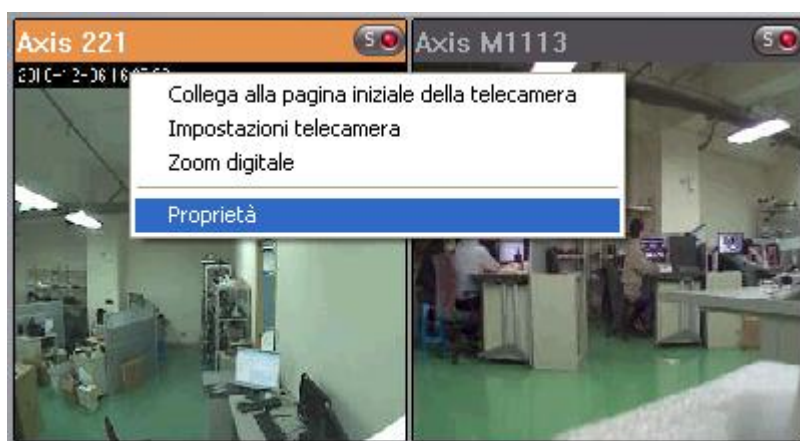 Axis 221
S
Axis M1113
S
Collega alla pagina iniziale della telecamera
Impostazioni telecamera
Zoom digitale
Proprietà